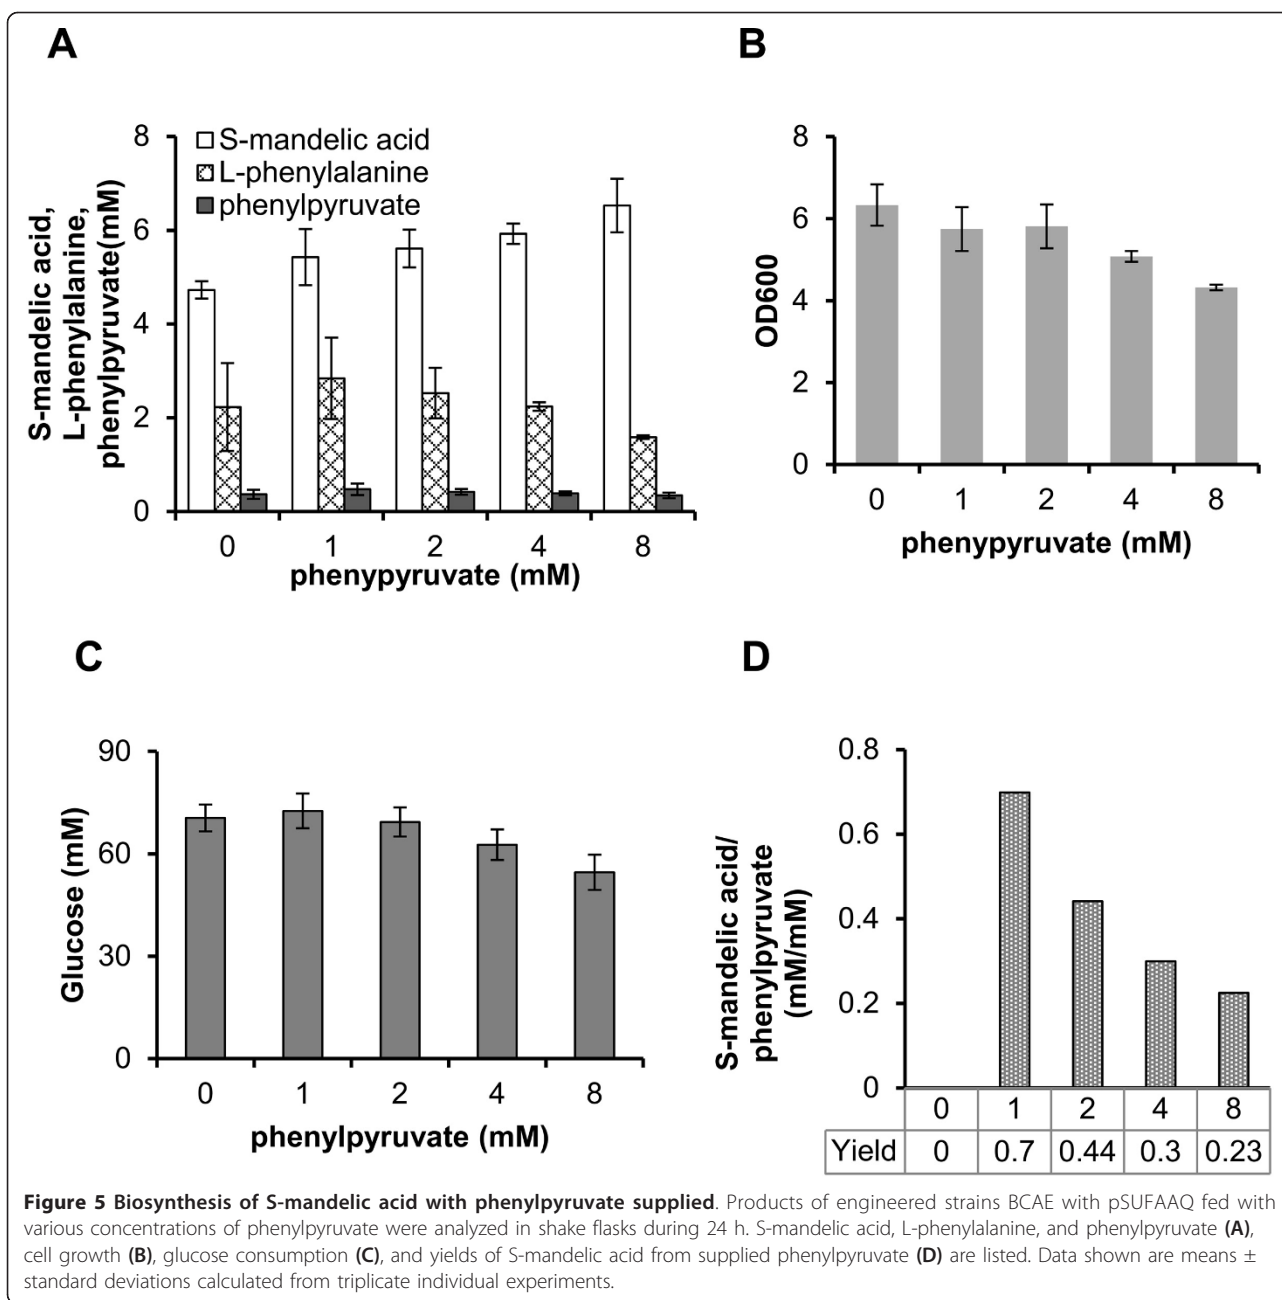 A
S-mandelic acid,
L-phenylalanine,
phenylpyruvate(mM)
8
6
4
2
0
S-mandelic acid
L-phenylalanine
phenylpyruvate
0 1 2 4 8
phenypyruvate (mM)
B
OD600
8
6
4
2
0
0 1 2 4 8
phenypyruvate (mM)
C
Glucose (mM)
90
60
30
0
0 1 2 4 8
phenylpyruvate (mM)
D
S-mandelic acid/
phenylpyruvate
(mM/mM)
0.8
0.6
0.4
0.2
0
0 1 2 4 8
Yield 0 0.7 0.44 0.3 0.23
Figure 5 Biosynthesis of S-mandelic acid with phenylpyruvate supplied. Products of engineered strains BCAE with pSUFAAQ fed with
various concentrations of phenylpyruvate were analyzed in shake flasks during 24 h. S-mandelic acid, L-phenylalanine, and phenylpyruvate (A),
cell growth (B), glucose consumption (C), and yields of S-mandelic acid from supplied phenylpyruvate (D) are listed. Data shown are means ±
standard deviations calculated from triplicate individual experiments.